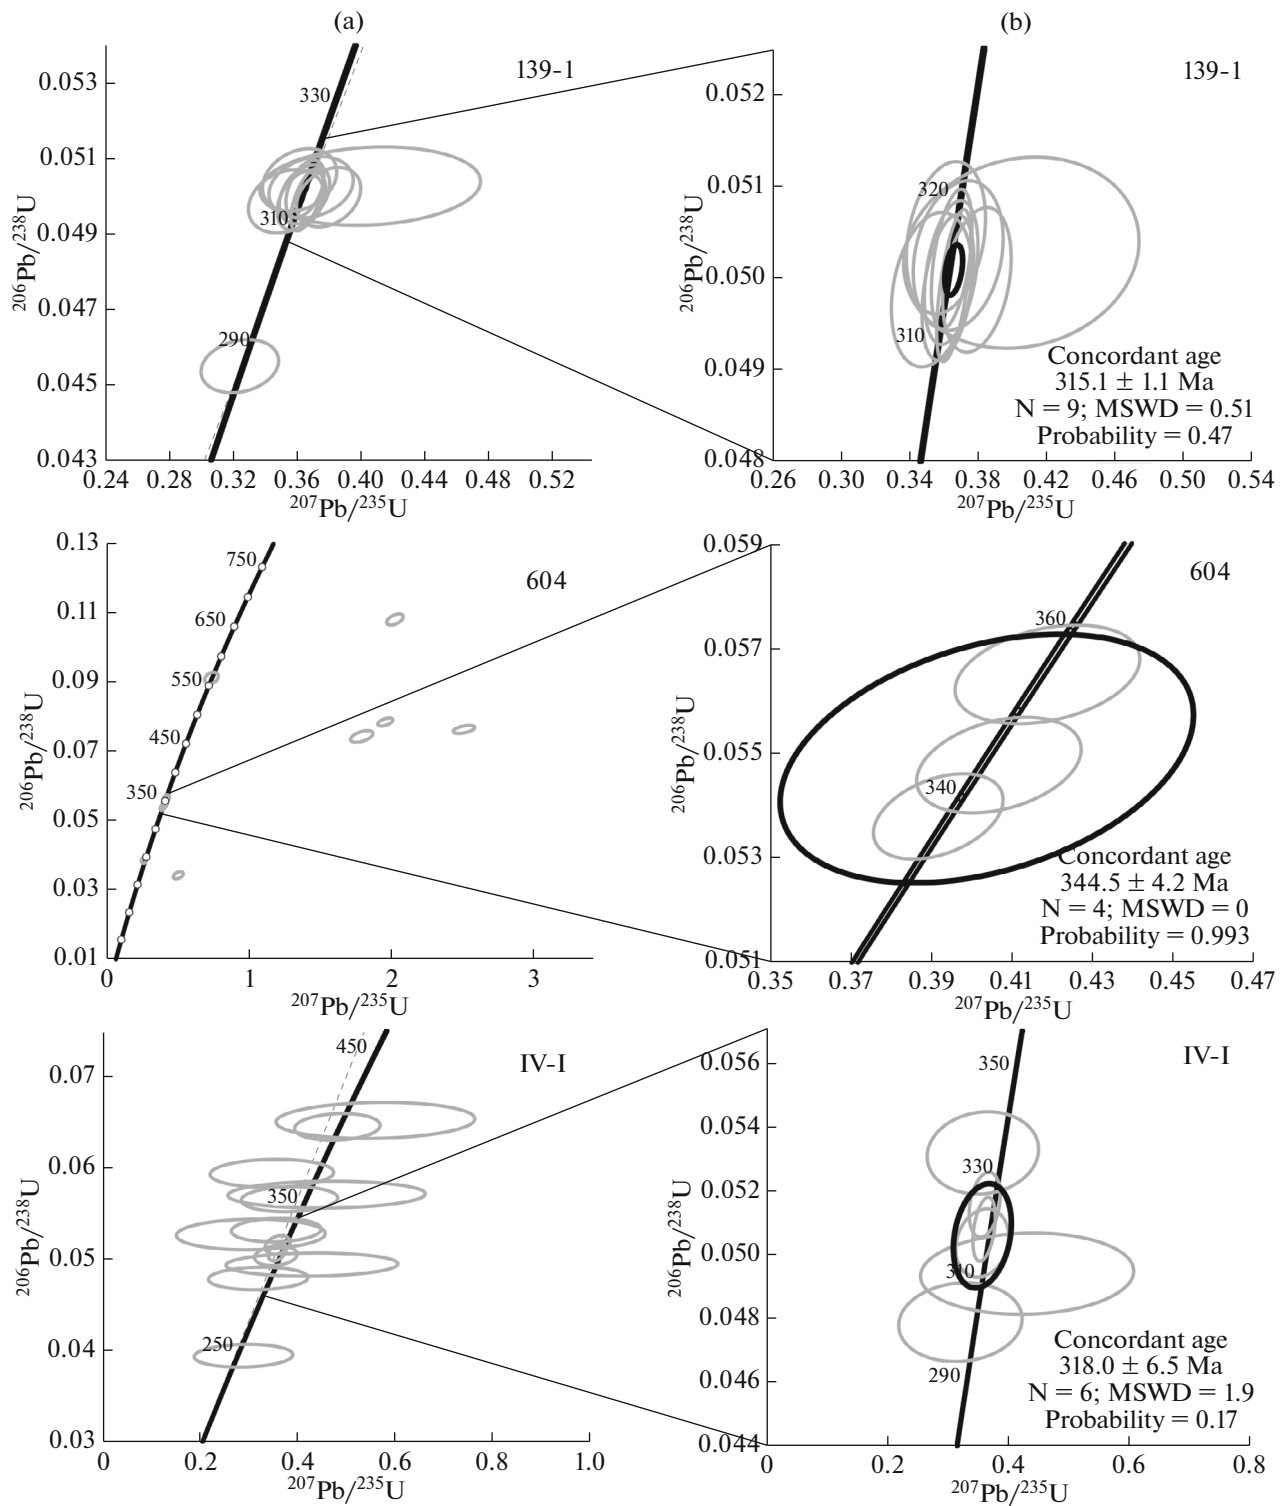 (a)
139-1
0.053
0.051
0.049
0.047
0.045
0.043
330
310
290
0.24 0.28 0.32 0.36 0.40 0.44 0.48 0.52
206Pb/238U
207Pb/235U
(b)
139-1
0.052
0.051
0.050
0.049
0.048
320
310
Concordant age
315.1 ± 1.1 Ma
N = 9; MSWD = 0.51
Probability = 0.47
0.26 0.30 0.34 0.38 0.42 0.46 0.50 0.54
206Pb/238U
207Pb/235U
604
0.13
0.11
0.09
0.07
0.05
0.03
0.01
750
650
550
450
350
0 1 2 3
206Pb/238U
207Pb/235U
604
0.059
0.057
0.055
0.053
0.051
360
340
Concordant age
344.5 ± 4.2 Ma
N = 4; MSWD = 0
Probability = 0.993
0.35 0.37 0.39 0.41 0.43 0.45 0.47
206Pb/238U
207Pb/235U
IV-I
0.07
0.06
0.05
0.04
0.03
450
350
250
0 0.2 0.4 0.6 0.8 1.0
206Pb/238U
207Pb/235U
IV-I
0.056
0.054
0.052
0.050
0.048
0.046
0.044
350
330
310
290
Concordant age
318.0 ± 6.5 Ma
N = 6; MSWD = 1.9
Probability = 0.17
0 0.2 0.4 0.6 0.8
206Pb/238U
207Pb/235U